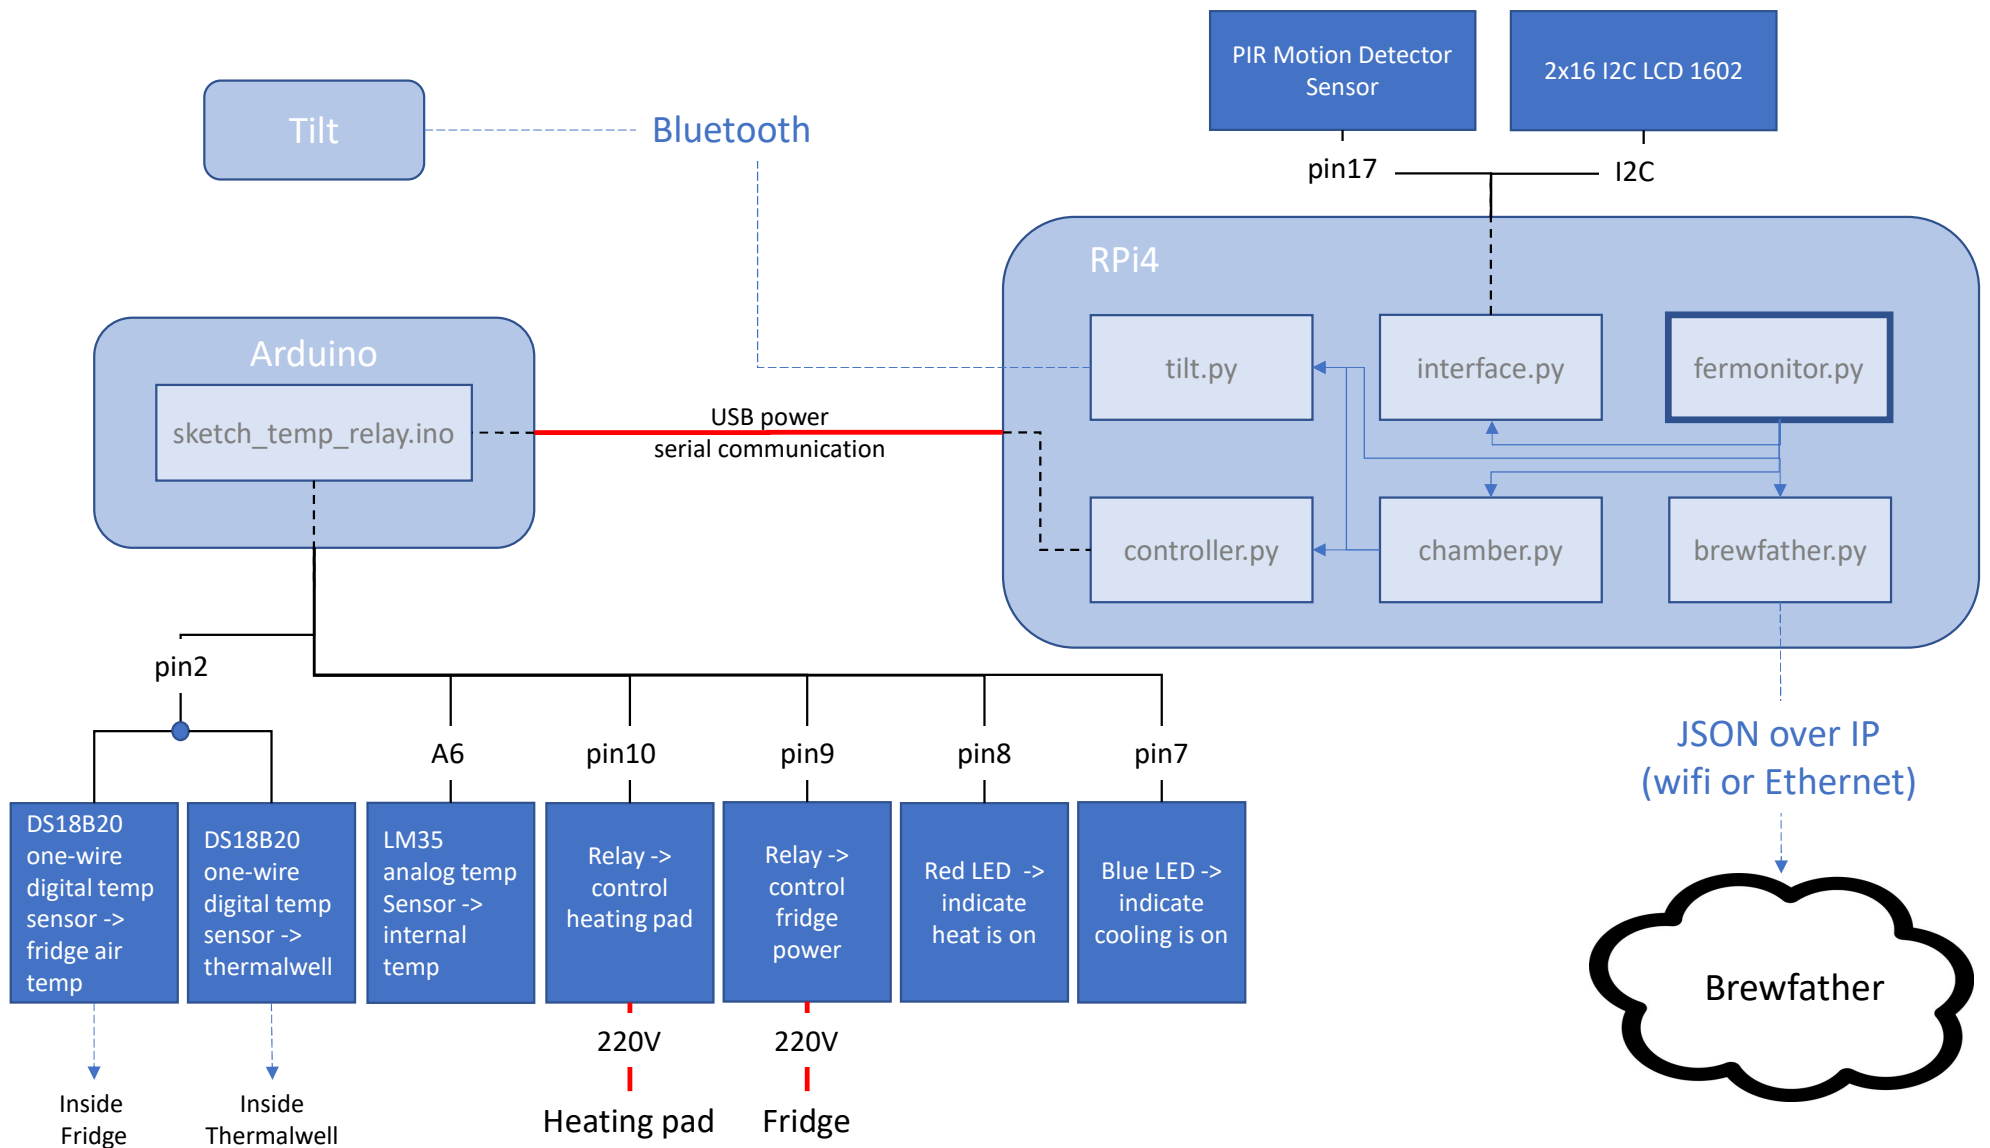 PIR Motion Detector
Sensor
2x16 I2C LCD 1602
Tilt
Bluetooth
pin17
I2C
RPi4
Arduino
sketch_temp_relay.ino
USB power
serial communication
tilt.py
interface.py
fermonitor.py
controller.py
chamber.py
brewfather.py
pin2
A6
pin10
pin9
pin8
pin7
JSON over IP
(wifi or Ethernet)
DS18B20
one-wire
digital temp
sensor ->
fridge air
temp
DS18B20
one-wire
digital temp
sensor ->
thermalwell
LM35
analog temp
Sensor ->
internal
temp
Relay ->
control
heating pad
Relay ->
control
fridge
power
Red LED  ->
indicate
heat is on
Blue LED ->
indicate
cooling is on
Brewfather
220V
220V
Inside
Fridge
Inside
Thermalwell
Heating pad
Fridge